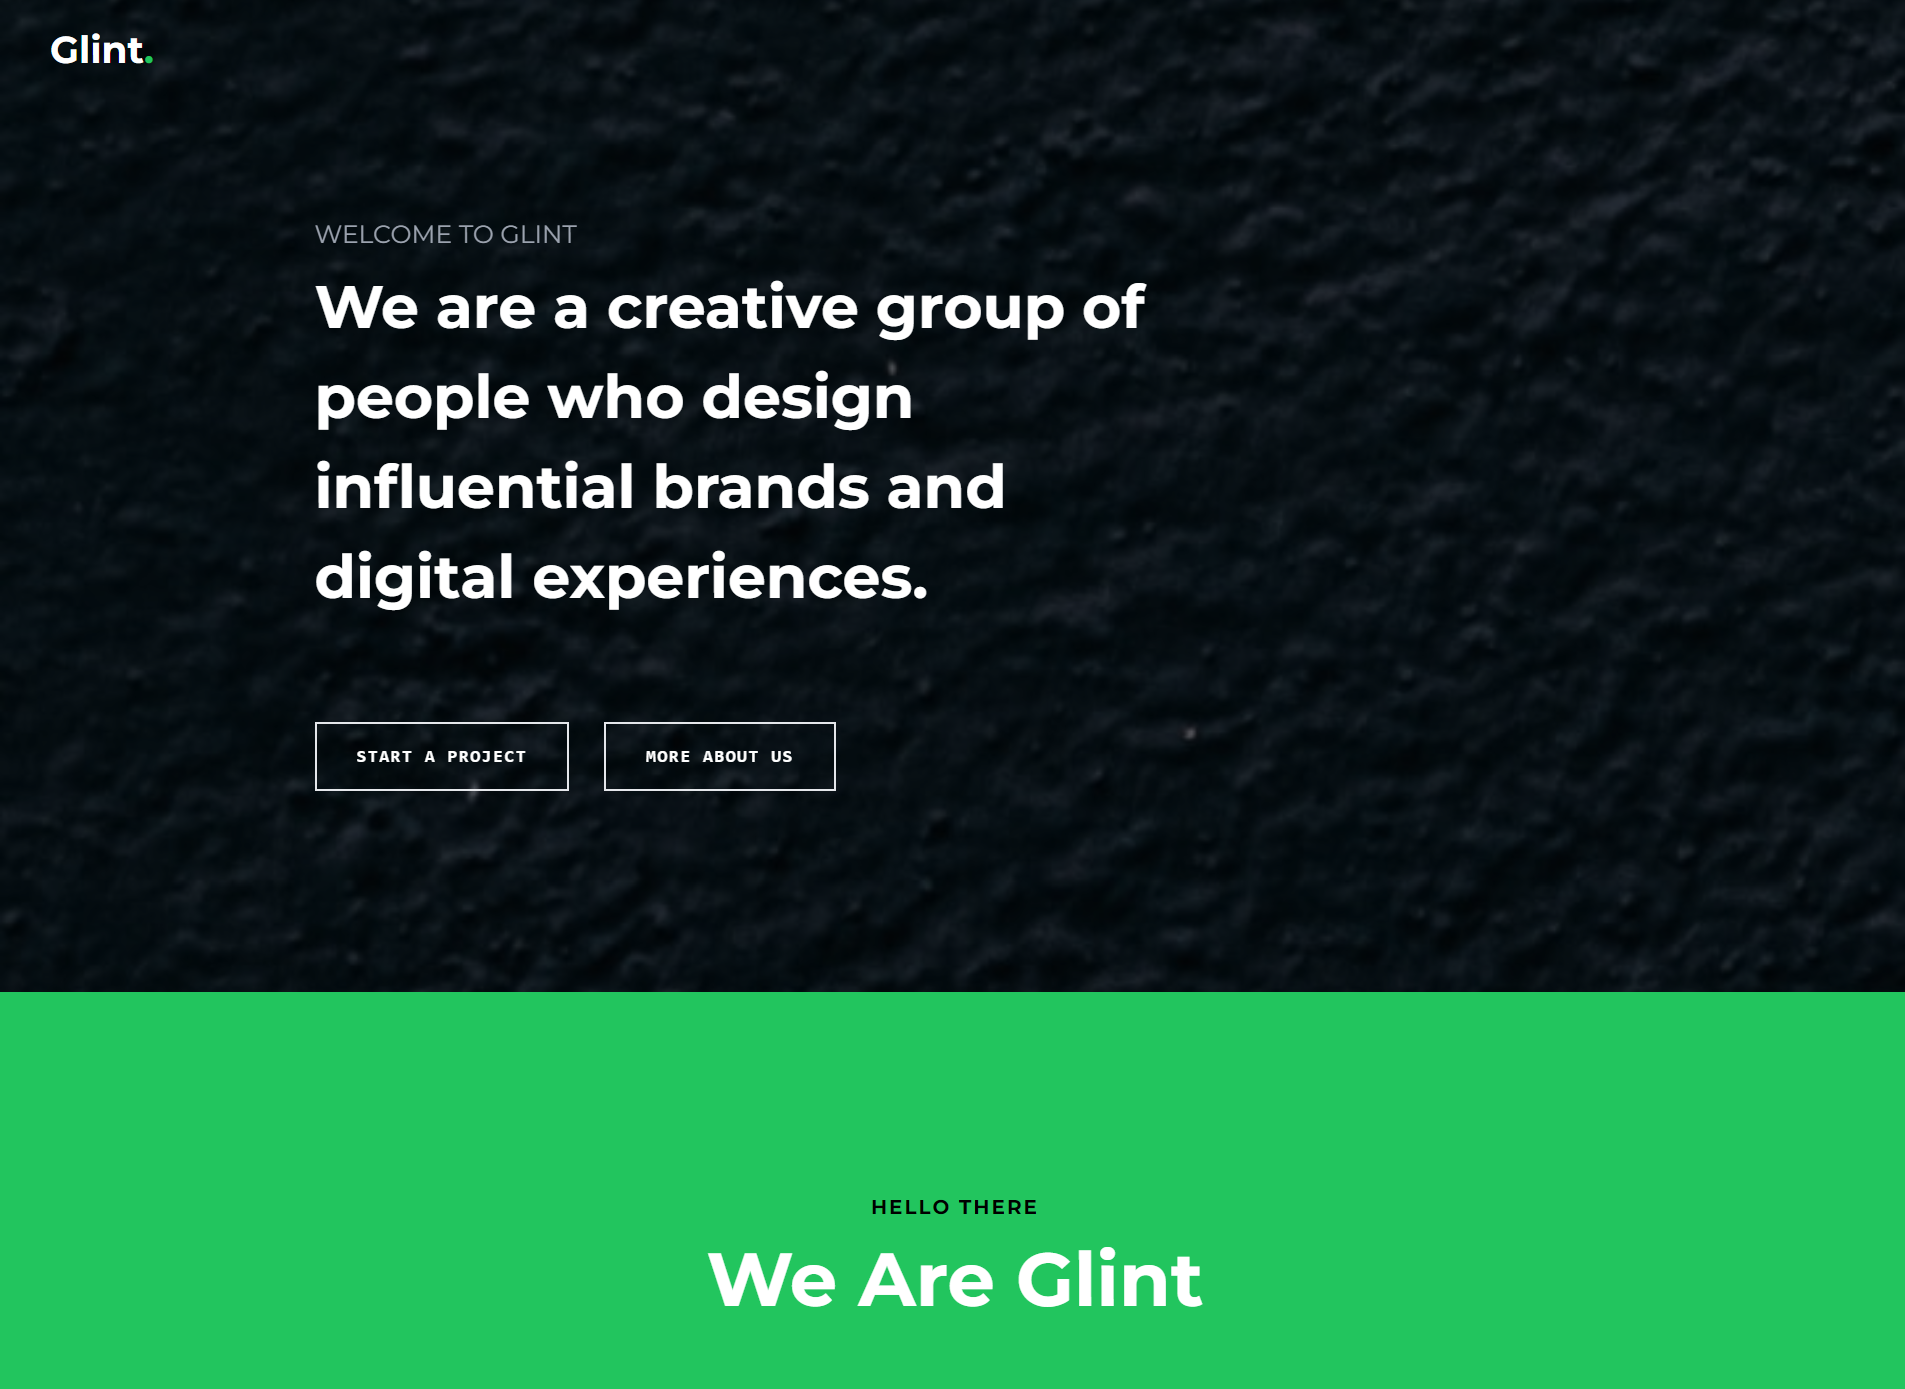 Glint.
WELCOME TO GLINT
We are a creative group of
people who design
influential brands and
digital experiences.
START A PROJECT
MORE ABOUT US
HELLO THERE
We Are Glint